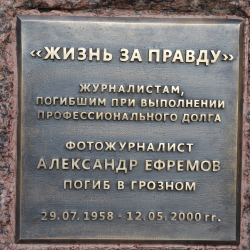 «ЖИЗНЬ ЗА ПРАВДУ»
ЖУРНАЛИСТАМ,
ПОГИБШИМ ПРИ ВЫПОЛНЕНИИ
ПРОФЕССИОНАЛЬНОГО ДОЛГА
ФОТОЖУРНАЛИСТ
АЛЕКСАНДР ЕФРЕМОВ
ПОГИБ В ГРОЗНОМ
29.07.1958 - 12.05.2000 гг.